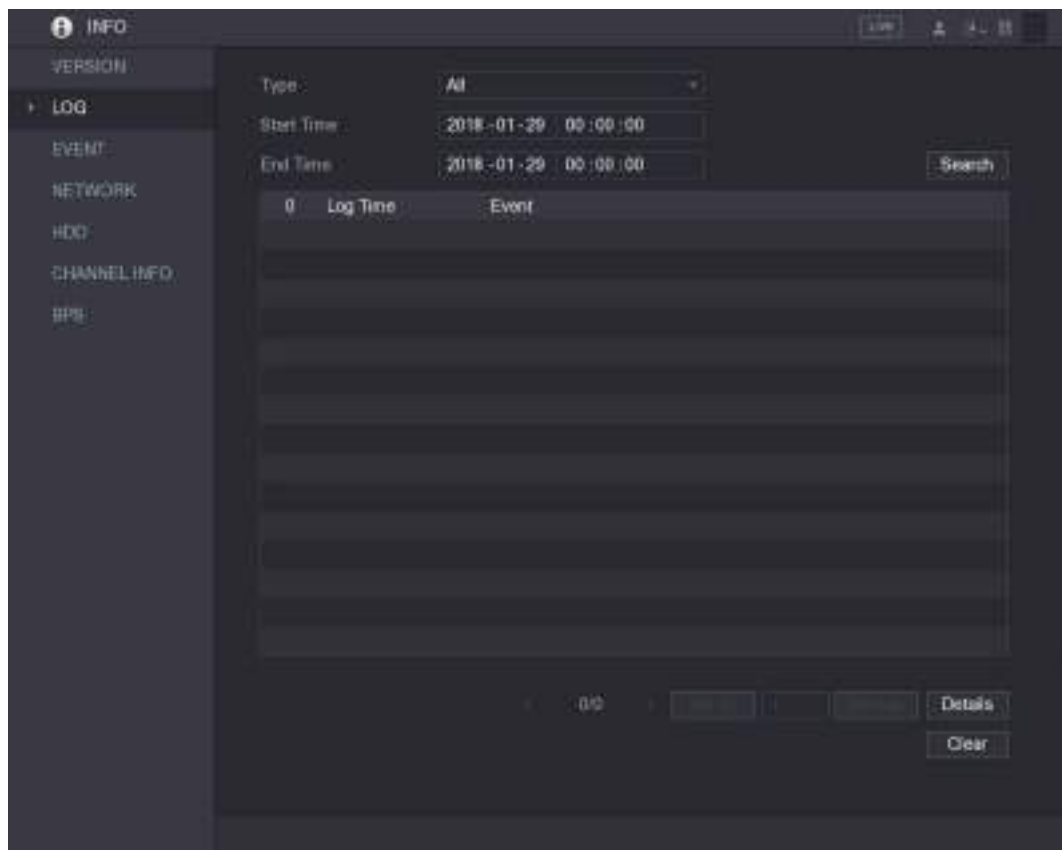 INFO
LIVE
VERSION
LOG
EVENT
NETWORK
HDD
CHANNEL INFO
BPS
Type All
Start Time 2018 - 01 - 29 00 : 00 : 00
End Time 2018 - 01 - 29 00 : 00 : 00 Search
0 Log Time Event
0/0 Details
Clear